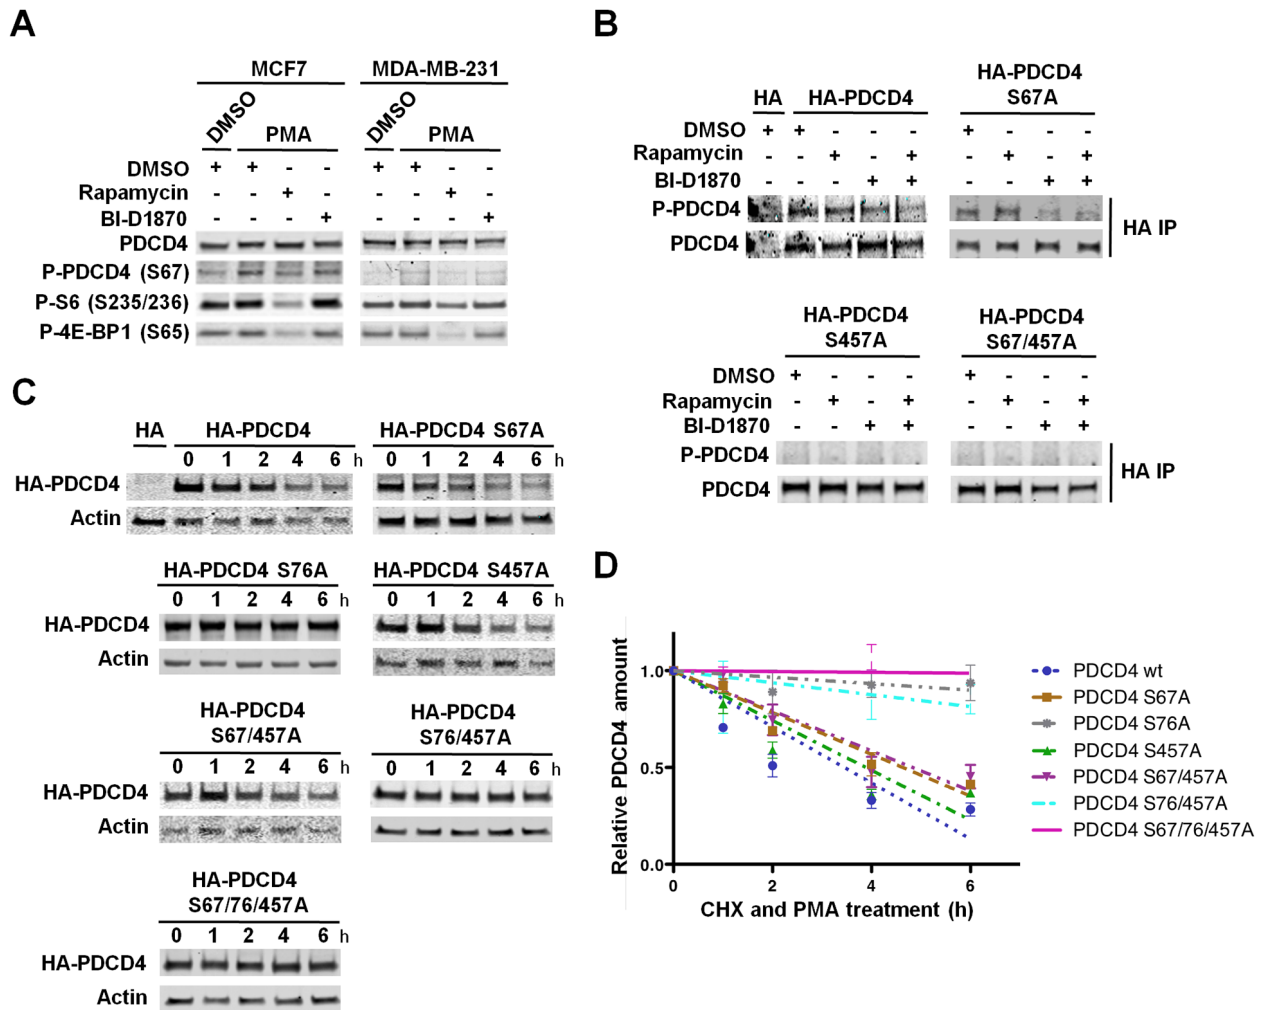 A
MCF7 MDA-MB-231
DMSO PMA DMSO PMA
DMSO + + - - + + - -
Rapamycin - - + - - - + -
BI-D1870 - - - + - - - +
PDCD4
P-PDCD4 (S67)
P-S6 (S235/236)
P-4E-BP1 (S65)
B
HA HA-PDCD4 HA-PDCD4
S67A
DMSO + + - - - + - - -
Rapamycin - - + - + - + - +
BI-D1870 - - - + + - - + +
P-PDCD4
PDCD4
HA IP
HA-PDCD4 HA-PDCD4
S457A S67/457A
DMSO + - - - + - - -
Rapamycin - + - + - + - +
BI-D1870 - - + + - - + +
P-PDCD4
PDCD4
HA IP
C
HA HA-PDCD4 HA-PDCD4 S67A
0 1 2 4 6 h 0 1 2 4 6 h
HA-PDCD4
Actin
HA-PDCD4 S76A HA-PDCD4 S457A
0 1 2 4 6 h 0 1 2 4 6 h
HA-PDCD4
Actin
HA-PDCD4 HA-PDCD4
S67/457A S76/457A
0 1 2 4 6 h 0 1 2 4 6 h
HA-PDCD4
Actin
HA-PDCD4
S67/76/457A
0 1 2 4 6 h
HA-PDCD4
Actin
D
Relative PDCD4 amount
1.0
0.5
0.0
0 2 4 6
CHX and PMA treatment (h)
PDCD4 wt
PDCD4 S67A
PDCD4 S76A
PDCD4 S457A
PDCD4 S67/457A
PDCD4 S76/457A
PDCD4 S67/76/457A